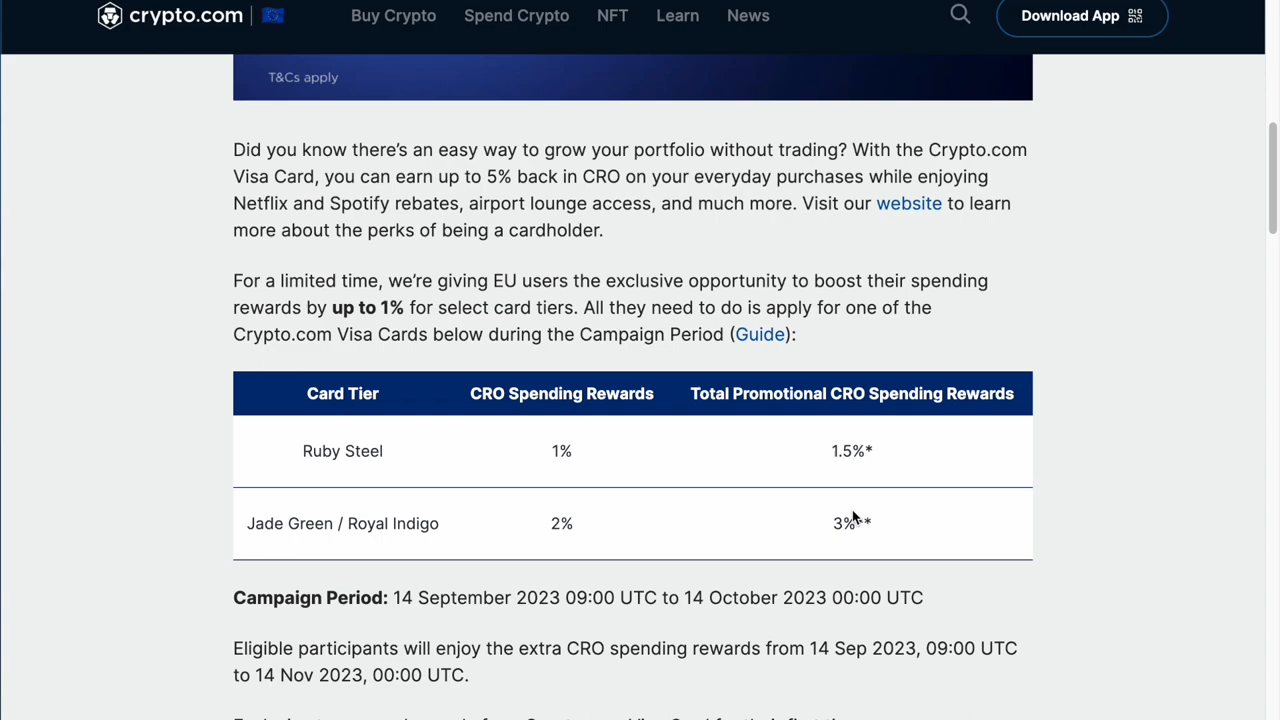 crypto.com
Buy Crypto Spend Crypto NFT Learn News
Download App
T&Cs apply
Did you know there's an easy way to grow your portfolio without trading? With the Crypto.com
Visa Card, you can earn up to 5% back in CRO on your everyday purchases while enjoying
Netflix and Spotify rebates, airport lounge access, and much more. Visit our website to learn
more about the perks of being a cardholder.
For a limited time, we're giving EU users the exclusive opportunity to boost their spending
rewards by up to 1% for select card tiers. All they need to do is apply for one of the
Crypto.com Visa Cards below during the Campaign Period (Guide):
Card Tier CRO Spending Rewards Total Promotional CRO Spending Rewards
Ruby Steel 1% 1.5%*
Jade Green / Royal Indigo 2% 3%**
Campaign Period: 14 September 2023 09:00 UTC to 14 October 2023 00:00 UTC
Eligible participants will enjoy the extra CRO spending rewards from 14 Sep 2023, 09:00 UTC
to 14 Nov 2023, 00:00 UTC.